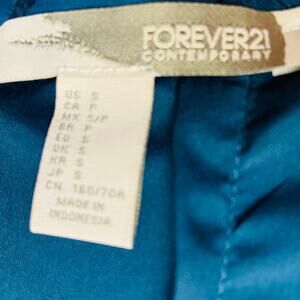 FOREVER21
CONTEMPORARY
US S
CA P
MX S/P
BR P
EU S
UK S
KR S
JP S
CN 160/70A
MADE IN
INDONESIA